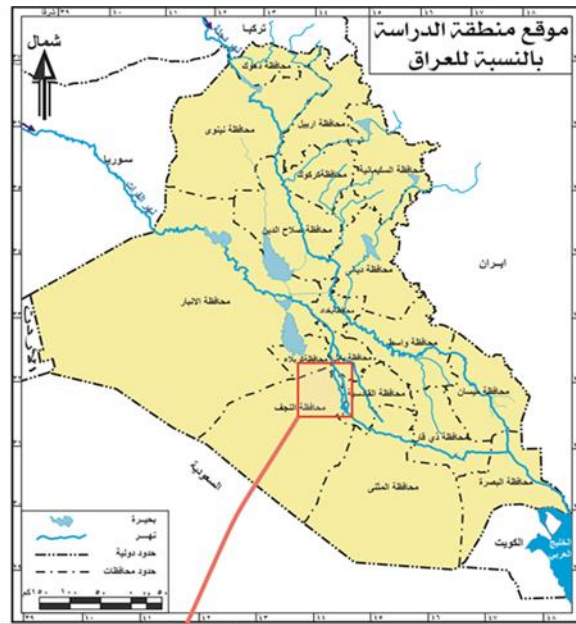 موقع منطقة الدراسة
بالنسبة للعراق
شمال
تركيا
محافظة دهوك
محافظة اربيل
محافظة نينوى
محافظة السليمانية
محافظة كركوك
سوريا
نهر الفرات
محافظة صلاح الدين
ايران
محافظة ديالى
محافظة الانبار
محافظة بغداد
محافظة واسط
محافظة بابل
محافظة كربلاء
محافظة ميسان
محافظة القادسية
محافظة النجف
محافظة ذي قار
السعودية
محافظة البصرة
محافظة المثنى
الكويت
الخليج
العربي
بحيرة
نهر
حدود دولية
حدود محافظات